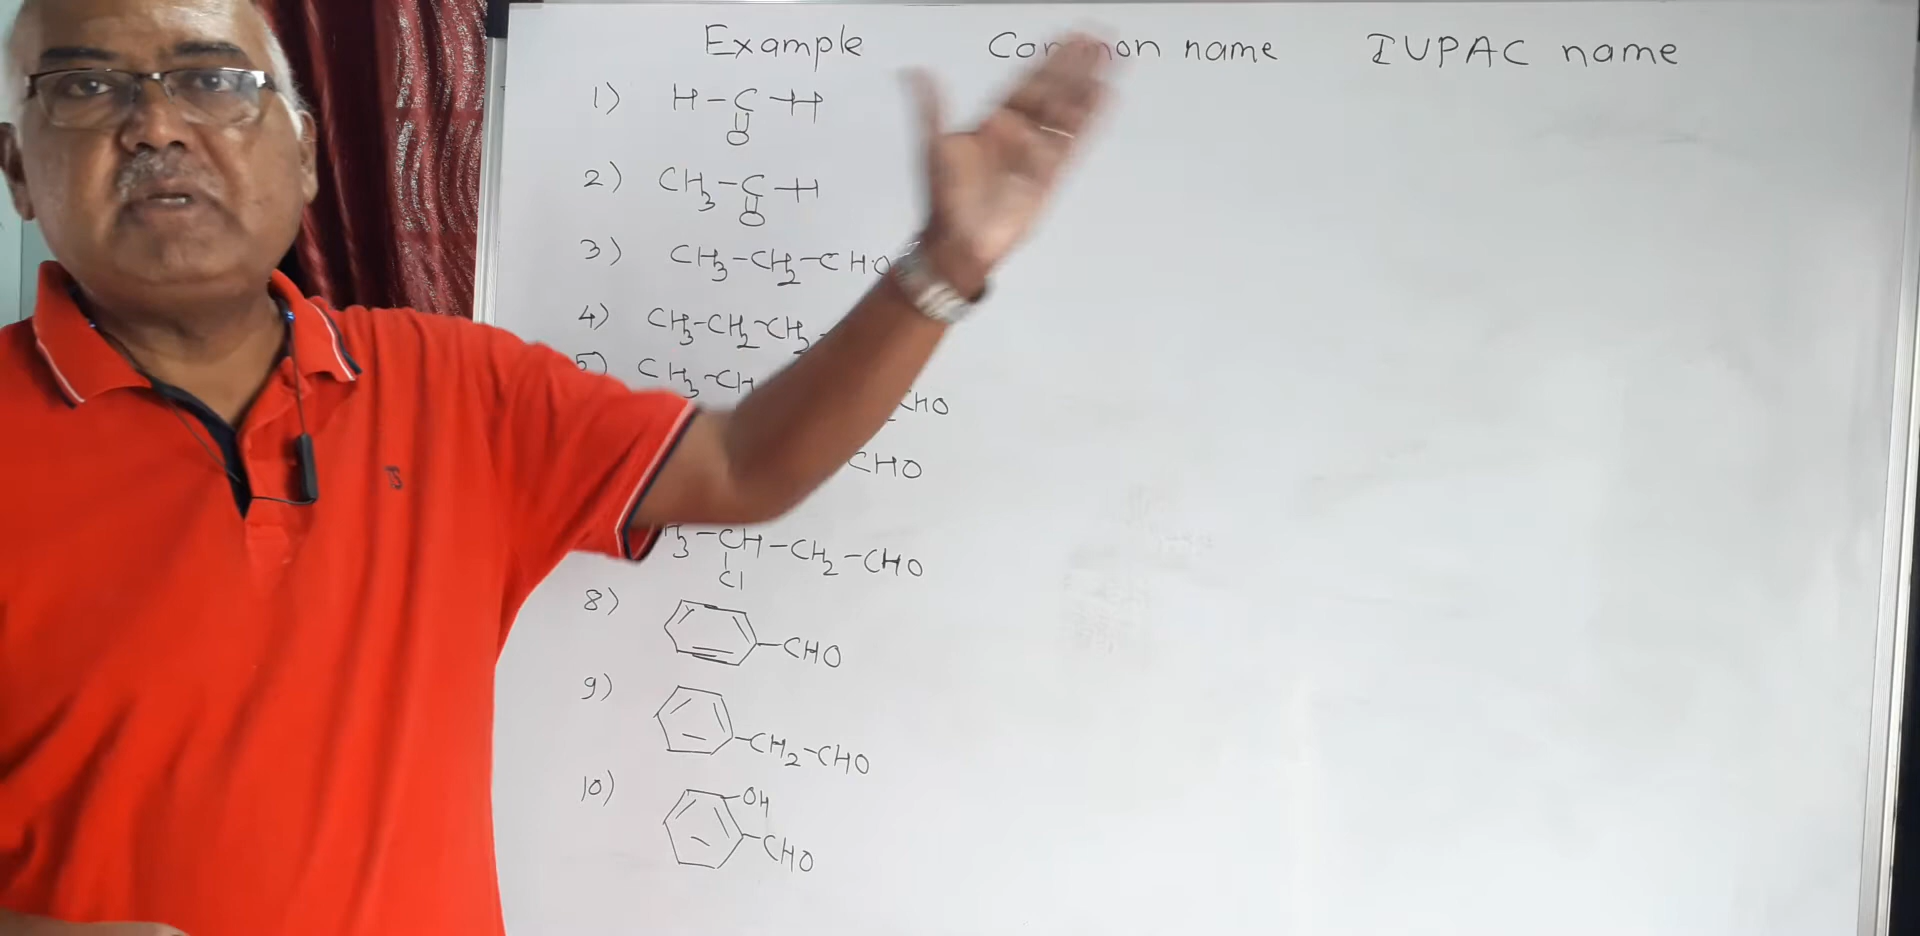 Example Common name IUPAC name
1) H-C-H
O
2) CH3-C-H
O
3) CH3-CH2-CHO
4) CH3-CH2-CH2-
5) CH3-CH
CHO
CHO
H3-CH-CH2-CHO
Cl
8) -CHO
9) -CH2-CHO
10) -OH
-CHO